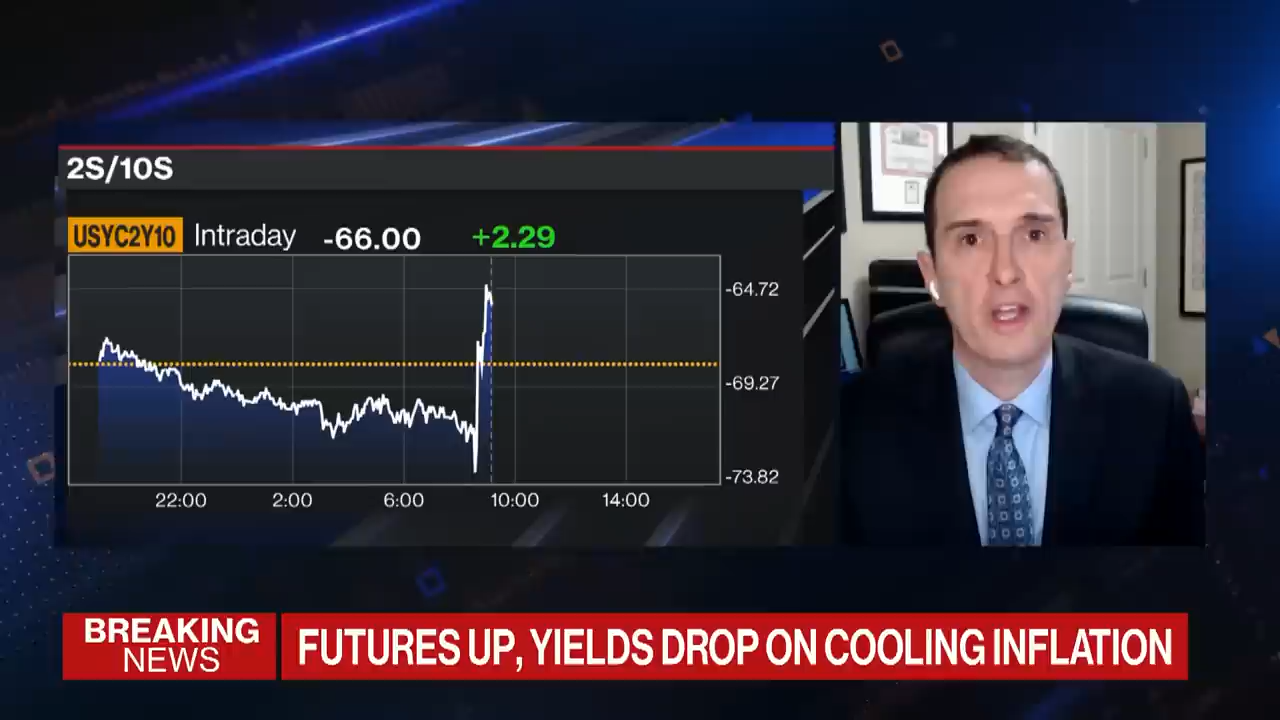 2S/10S
USYC2Y10 Intraday -66.00 +2.29
-64.72
-69.27
-73.82
22:00 2:00 6:00 10:00 14:00
BREAKING NEWS
FUTURES UP, YIELDS DROP ON COOLING INFLATION